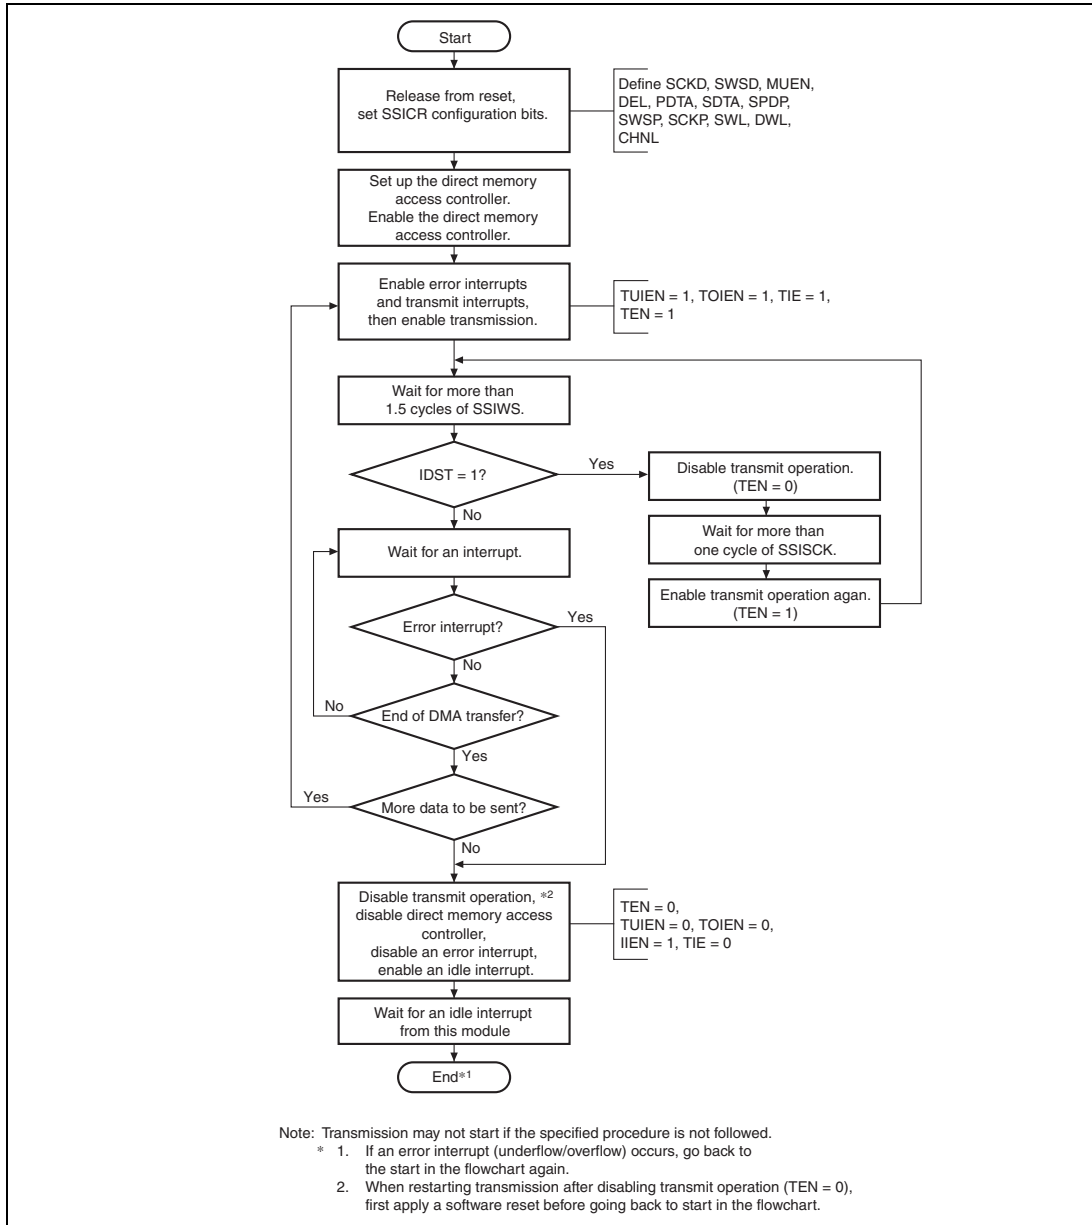 Start
Release from reset,
set SSICR configuration bits.
Define SCKD, SWSD, MUEN,
DEL, PDTA, SDTA, SPDP,
SWSP, SCKP, SWL, DWL,
CHNL
Set up the direct memory
access controller.
Enable the direct memory
access controller.
Enable error interrupts
and transmit interrupts,
then enable transmission.
TUIEN = 1, TOIEN = 1, TIE = 1,
TEN = 1
Wait for more than
1.5 cycles of SSIWS.
IDST = 1?
Yes
No
Disable transmit operation.
(TEN = 0)
Wait for more than
one cycle of SSISCK.
Enable transmit operation agan.
(TEN = 1)
Wait for an interrupt.
Error interrupt?
Yes
No
End of DMA transfer?
No
Yes
More data to be sent?
Yes
No
Disable transmit operation, *2
disable direct memory access
controller,
disable an error interrupt,
enable an idle interrupt.
TEN = 0,
TUIEN = 0, TOIEN = 0,
IIEN = 1, TIE = 0
Wait for an idle interrupt
from this module
End*1
Note: Transmission may not start if the specified procedure is not followed.
* 1. If an error interrupt (underflow/overflow) occurs, go back to
the start in the flowchart again.
2. When restarting transmission after disabling transmit operation (TEN = 0),
first apply a software reset before going back to start in the flowchart.